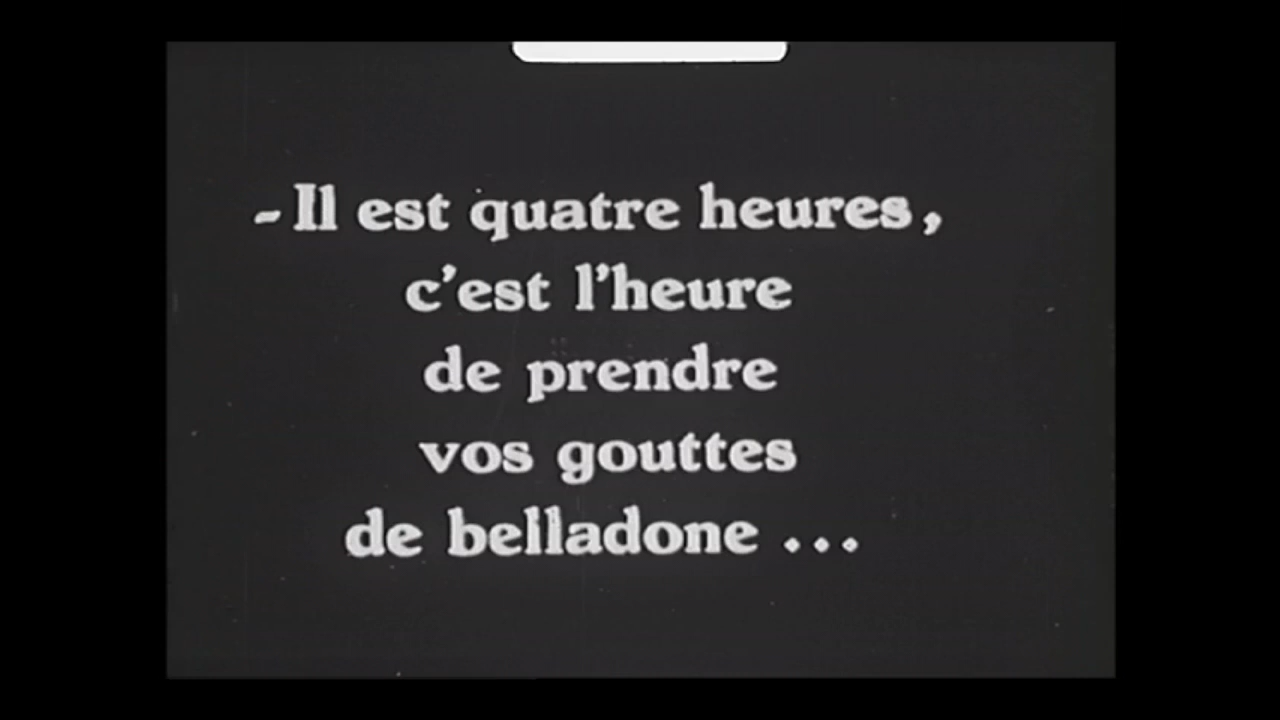 - Il est quatre heures,
c'est l'heure
de prendre
vos gouttes
de belladone ...